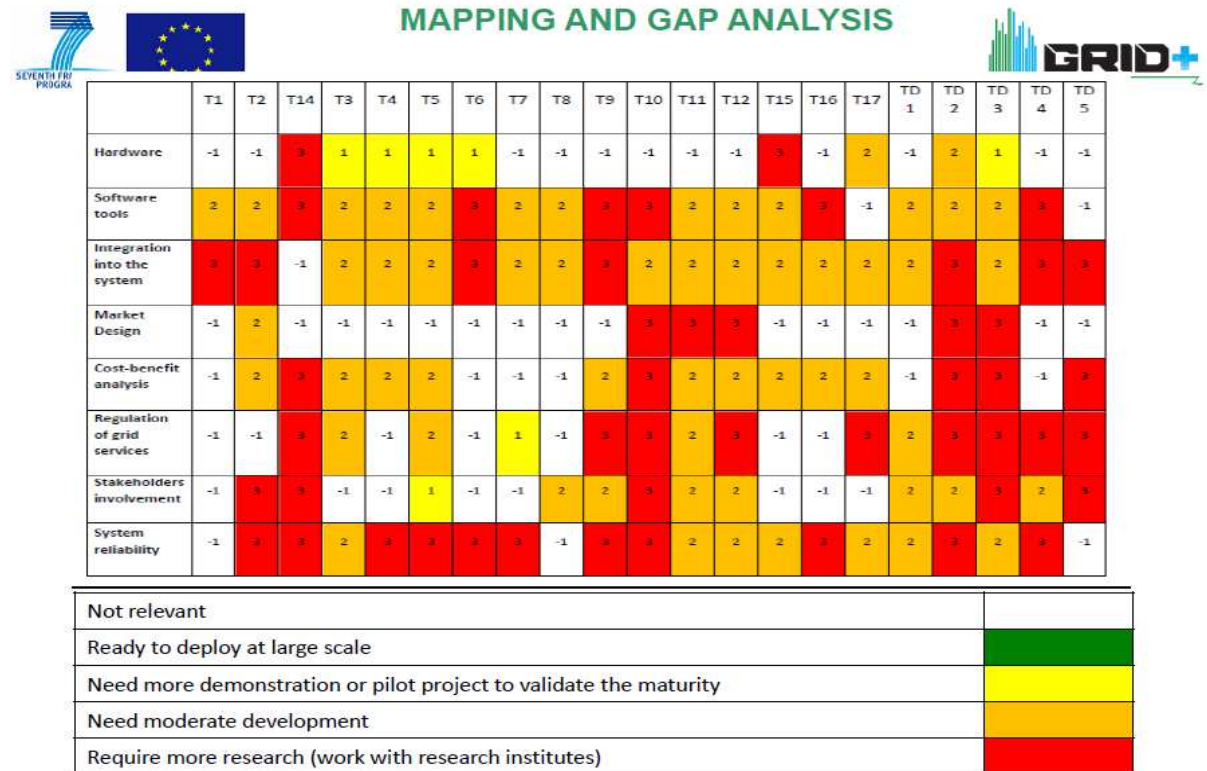 MAPPING AND GAP ANALYSIS
SEVENTH FR
PROGRA
GRID+
T1 T2 T14 T3 T4 T5 T6 T7 T8 T9 T10 T11 T12 T15 T16 T17 TD 1 TD 2 TD 3 TD 4 TD 5
Hardware -1 -1 3 1 1 1 1 -1 -1 -1 -1 -1 -1 3 -1 2 -1 2 1 -1 -1
Software tools 2 2 3 2 2 2 3 2 2 3 3 2 2 2 3 -1 2 2 2 3 -1
Integration into the system 3 3 -1 2 2 2 3 2 2 3 2 2 2 2 2 2 2 3 2 3 3
Market Design -1 2 -1 -1 -1 -1 -1 -1 -1 -1 3 3 3 -1 -1 -1 -1 3 3 -1 -1
Cost-benefit analysis -1 2 3 2 2 2 -1 -1 -1 2 3 2 2 2 2 2 -1 3 3 -1 3
Regulation of grid services -1 -1 3 2 -1 2 -1 1 -1 3 3 2 3 -1 -1 3 2 3 3 3 3
Stakeholders involvement -1 3 3 -1 -1 1 -1 -1 2 2 3 2 2 -1 -1 -1 2 2 3 2 3
System reliability -1 3 3 2 3 3 3 3 -1 3 3 2 2 2 3 2 2 3 2 3 -1
Not relevant
Ready to deploy at large scale
Need more demonstration or pilot project to validate the maturity
Need moderate development
Require more research (work with research institutes)